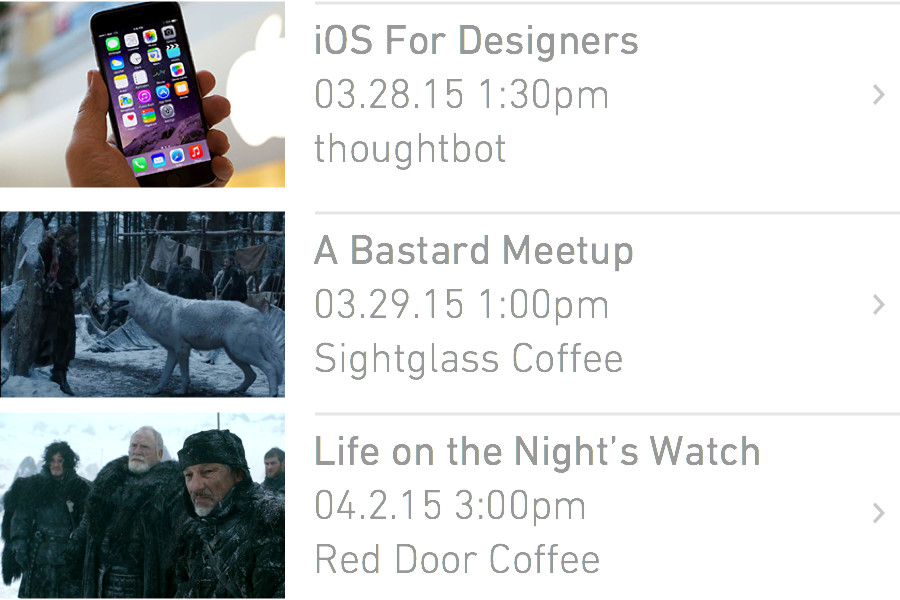 iOS For Designers
03.28.15 1:30pm
thoughtbot
A Bastard Meetup
03.29.15 1:00pm
Sightglass Coffee
Life on the Night's Watch
04.2.15 3:00pm
Red Door Coffee